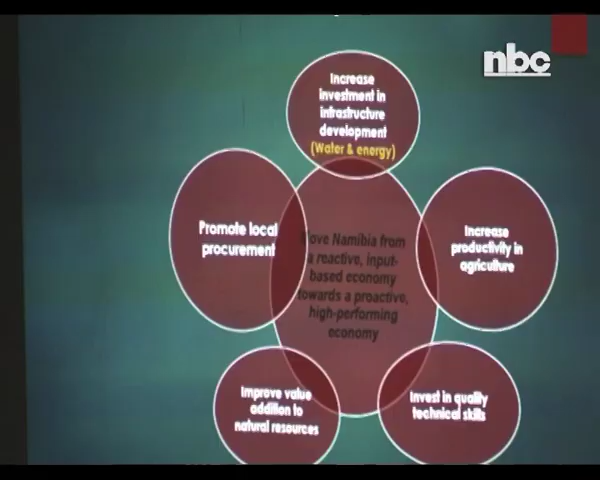 nbc
Increase
investment in
infrastructure
development
(Water & energy)
Promote local
procurement
Move Namibia from
a reactive, input-
based economy
towards a proactive,
high-performing
economy
Increase
productivity in
agriculture
Improve value
addition to
natural resources
Invest in quality
technical skills